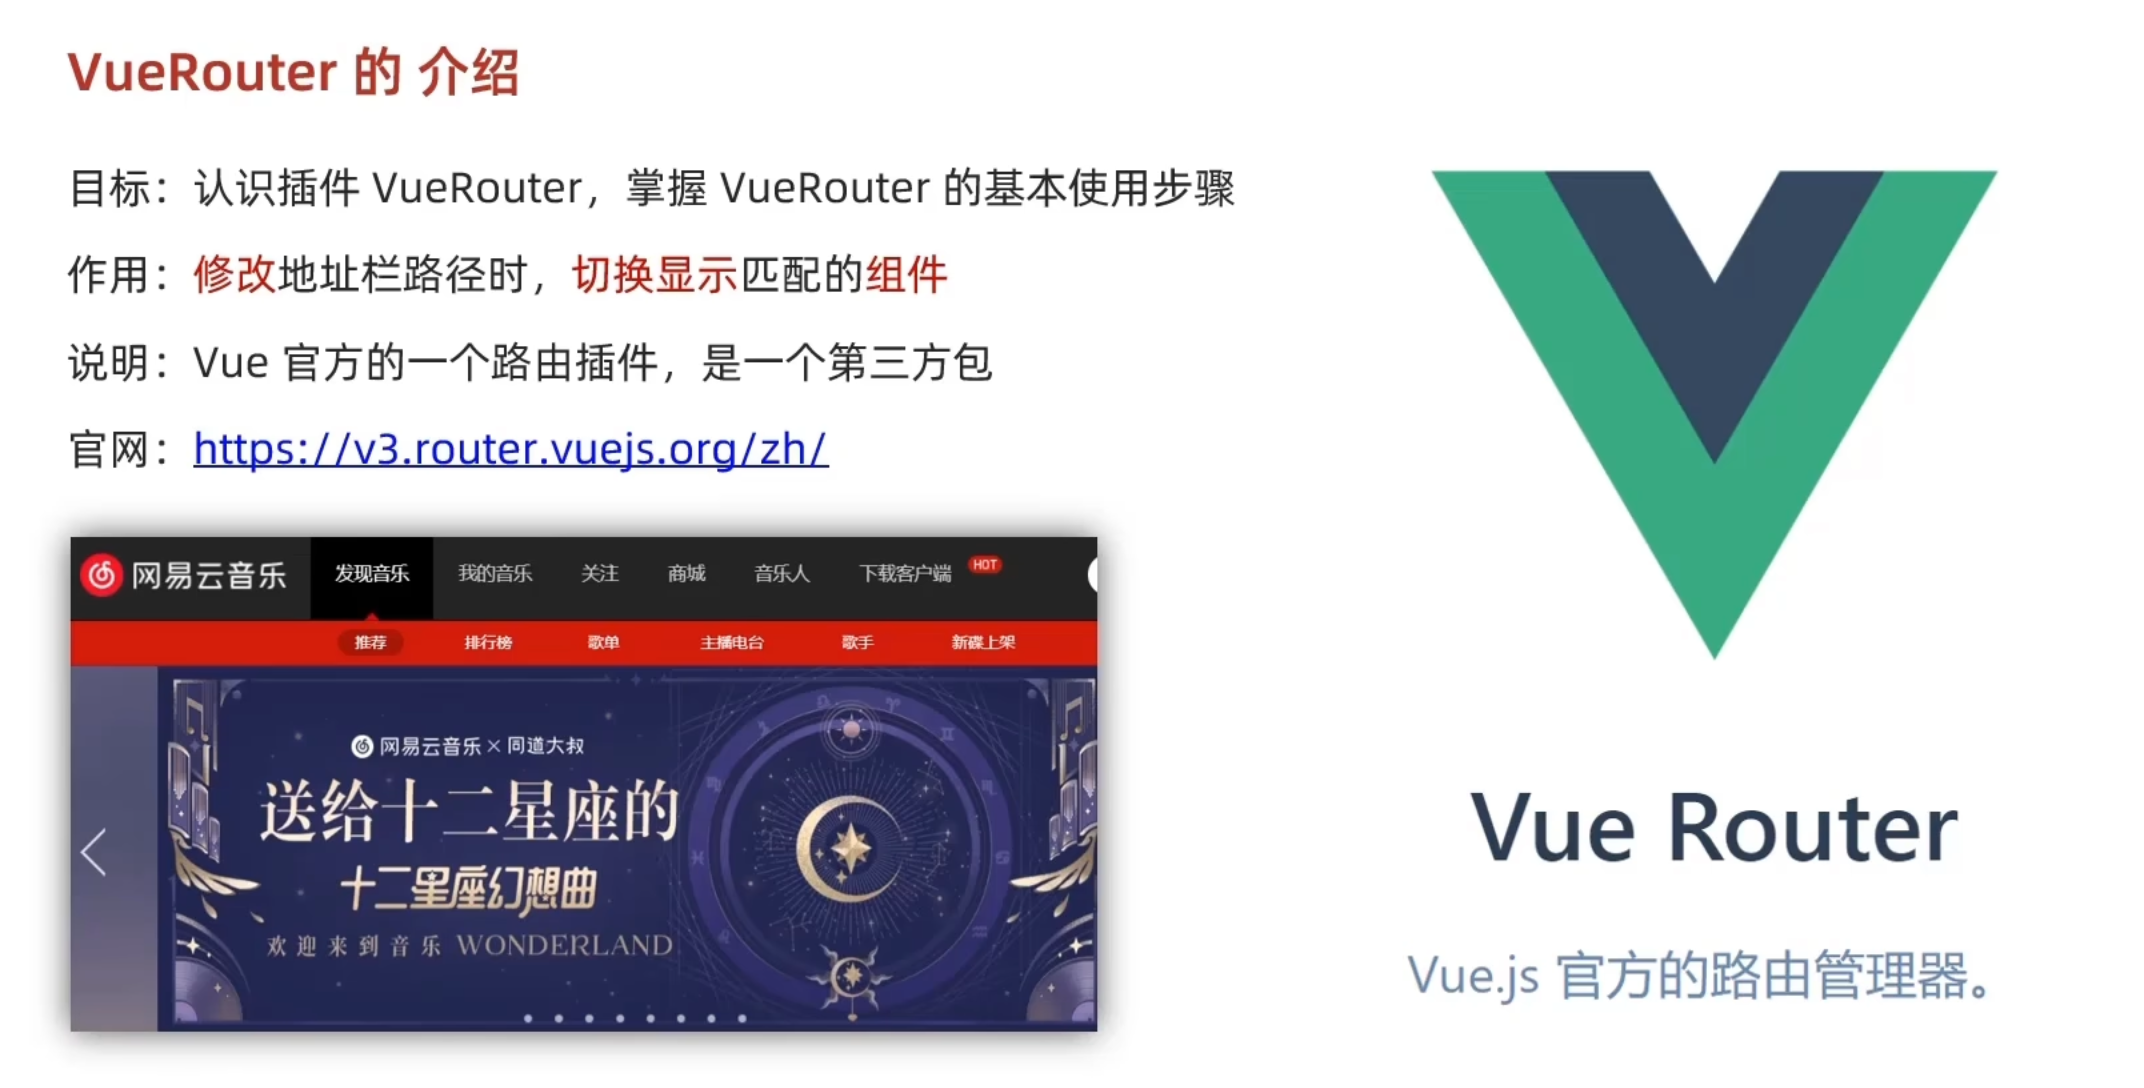 VueRouter 的 介绍
目标：认识插件 VueRouter，掌握 VueRouter 的基本使用步骤
作用：修改地址栏路径时，切换显示匹配的组件
说明：Vue 官方的一个路由插件，是一个第三方包
官网：https://v3.router.vuejs.org/zh/
网易云音乐 发现音乐 我的音乐 关注 商城 音乐人 下载客户端 HOT
推荐 排行榜 歌单 主播电台 歌手 新碟上架
网易云音乐×同道大叔
送给十二星座的
十二星座幻想曲
欢迎来到音乐 WONDERLAND
Vue Router
Vue.js 官方的路由管理器。